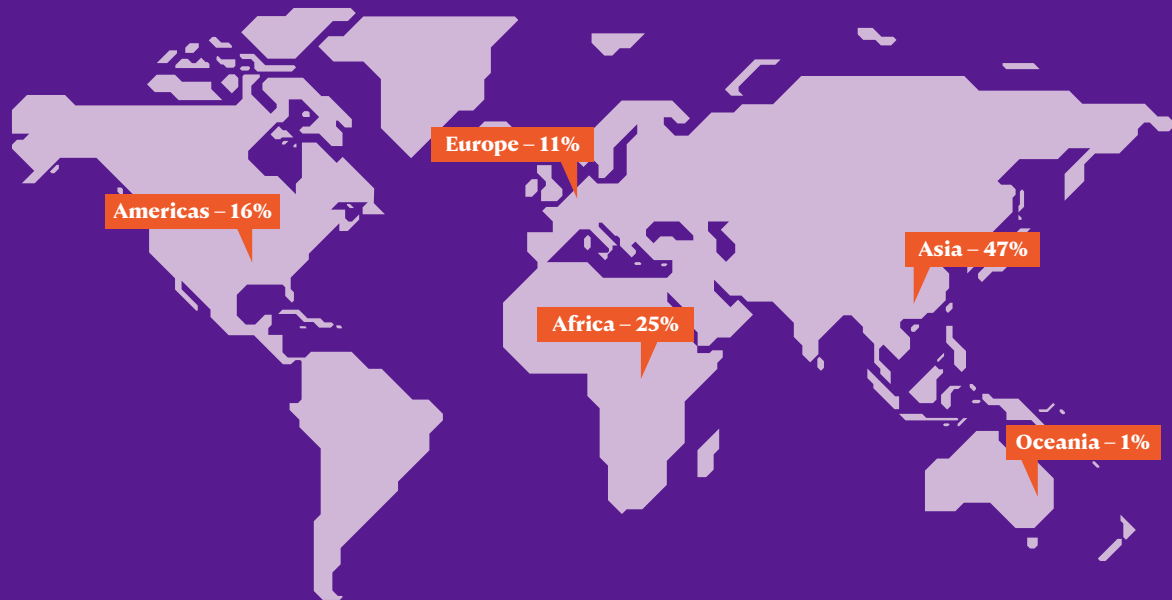 Europe – 11%
Americas – 16%
Asia – 47%
Africa – 25%
Oceania – 1%